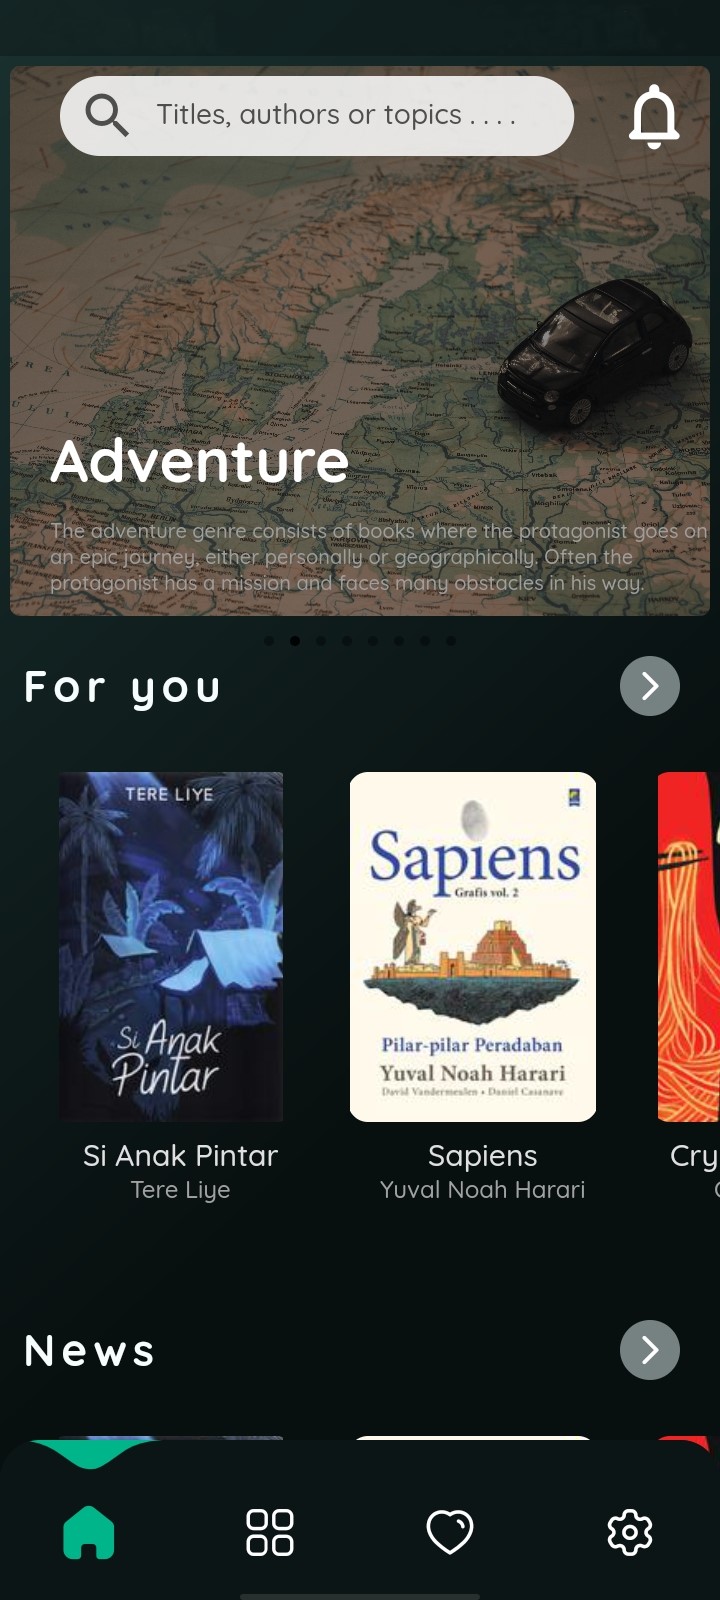 Titles, authors or topics . . . .
Adventure
The adventure genre consists of books where the protagonist goes on
an epic journey, either personally or geographically. Often the
protagonist has a mission and faces many obstacles in his way.
For you
TERE LIYE
Si Anak
Pintar
Sapiens
Grafis vol. 2
Pilar-pilar Peradaban
Yuval Noah Harari
David Vandermeulen • Daniel Casanave
Si Anak Pintar
Tere Liye
Sapiens
Yuval Noah Harari
Cry
News